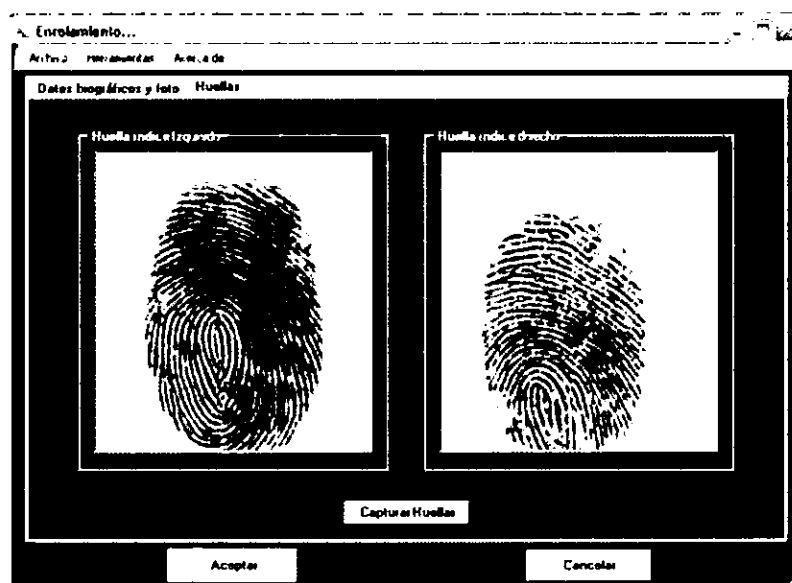 Enrolamiento...
Archivo Herramientas Acerca de
Datos biográficos y foto Huellas
Huella índice Izquierdo Huella índice derecho
Capturar Huellas
Aceptar Cancelar